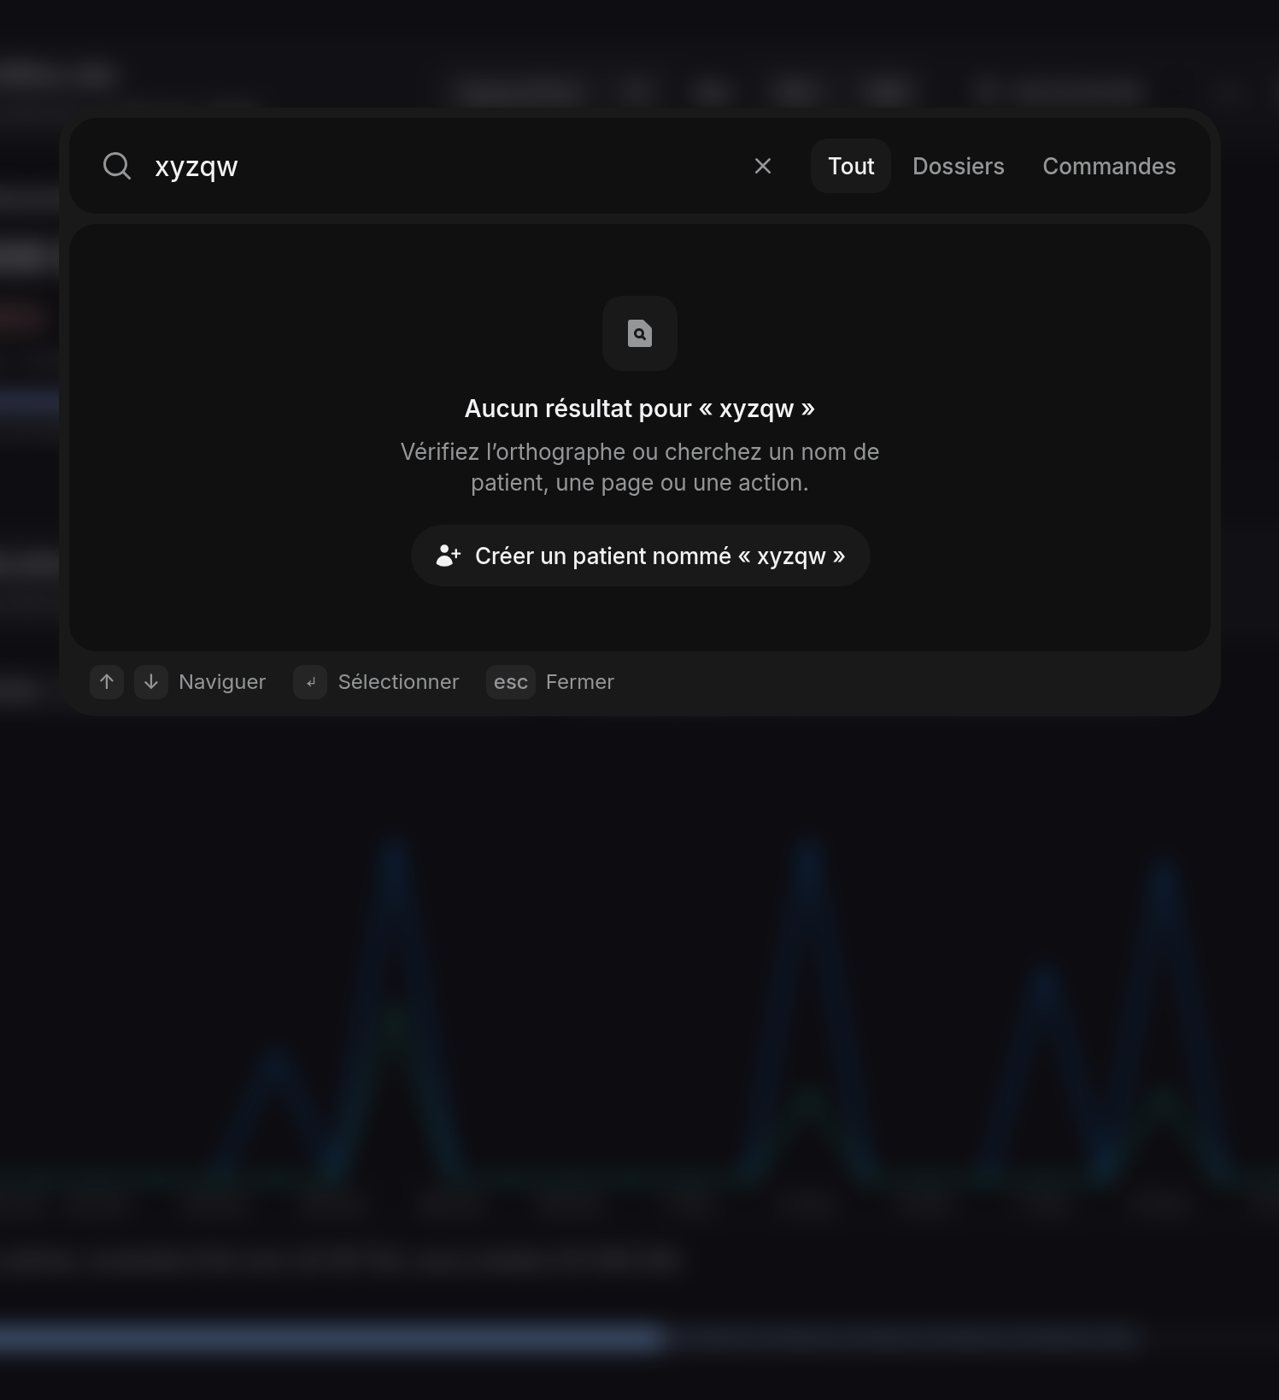 xyzqw
Tout
Dossiers
Commandes
Aucun résultat pour « xyzqw »
Vérifiez l’orthographe ou cherchez un nom de
patient, une page ou une action.
Créer un patient nommé « xyzqw »
↑ ↓ Naviguer ↲ Sélectionner esc Fermer